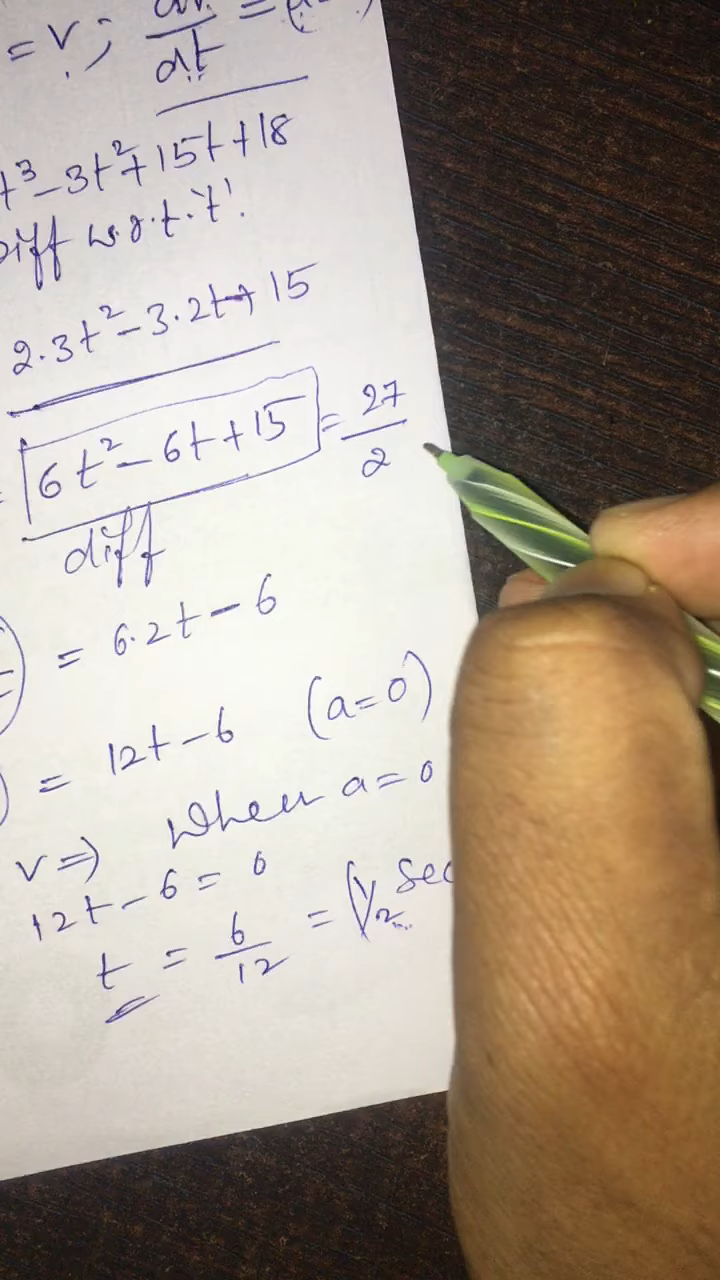 = v; dv/dt =
t³ - 3t² + 15t + 18
Diff w.r.t. 't'.
2.3t² - 3.2t + 15
6t² - 6t + 15 = 27/2
diff
= 6.2t - 6
= 12t - 6 (a=0)
v ⇒ When a = 0
12t - 6 = 0
t = 6/12 = 1/2 sec